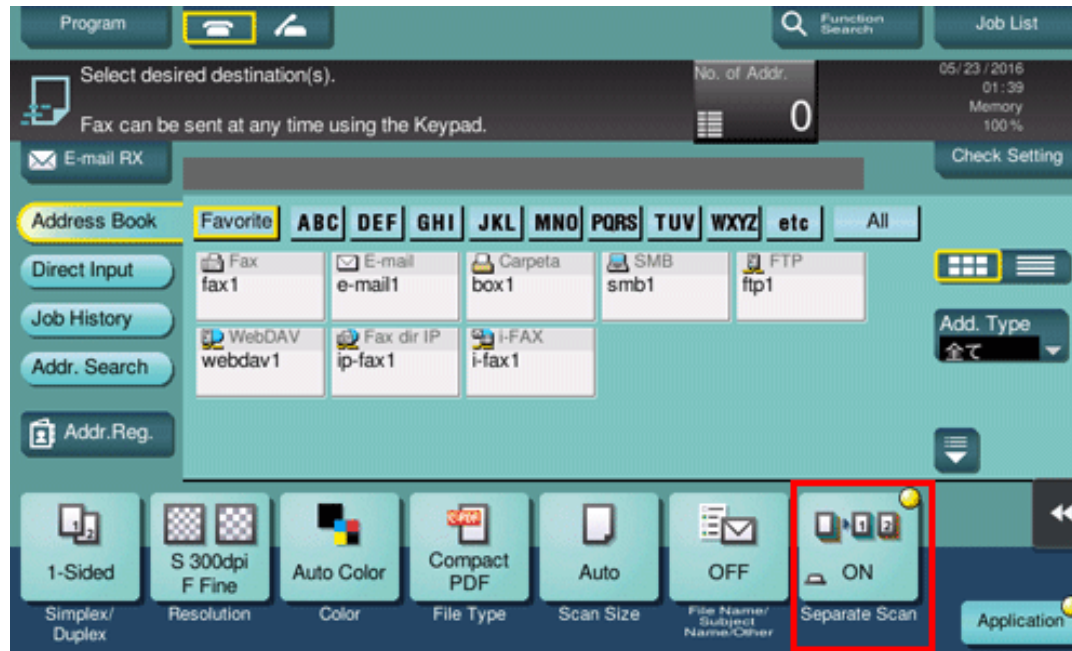 Program
Function
Search
Job List
Select desired destination(s).
No. of Addr.
05/23/2016
01:39
Memory
100 %
0
Fax can be sent at any time using the Keypad.
E-mail RX
Check Setting
Address Book
Favorite ABC DEF GHI JKL MNO PQRS TUV WXYZ etc All
Direct Input
Fax E-mail Carpeta SMB FTP
fax1 e-mail1 box1 smb1 ftp1
Job History
Add. Type
WebDAV Fax dir IP i-FAX
webdav1 ip-fax1 i-fax1
全て
Addr. Search
Addr.Reg.
C-PDF
1 2
1 2
1-Sided
S 300dpi
F Fine
Auto Color
Compact
PDF
Auto
OFF
ON
Simplex/
Duplex
Resolution
Color
File Type
Scan Size
File Name/
Subject
Name/Other
Separate Scan
Application